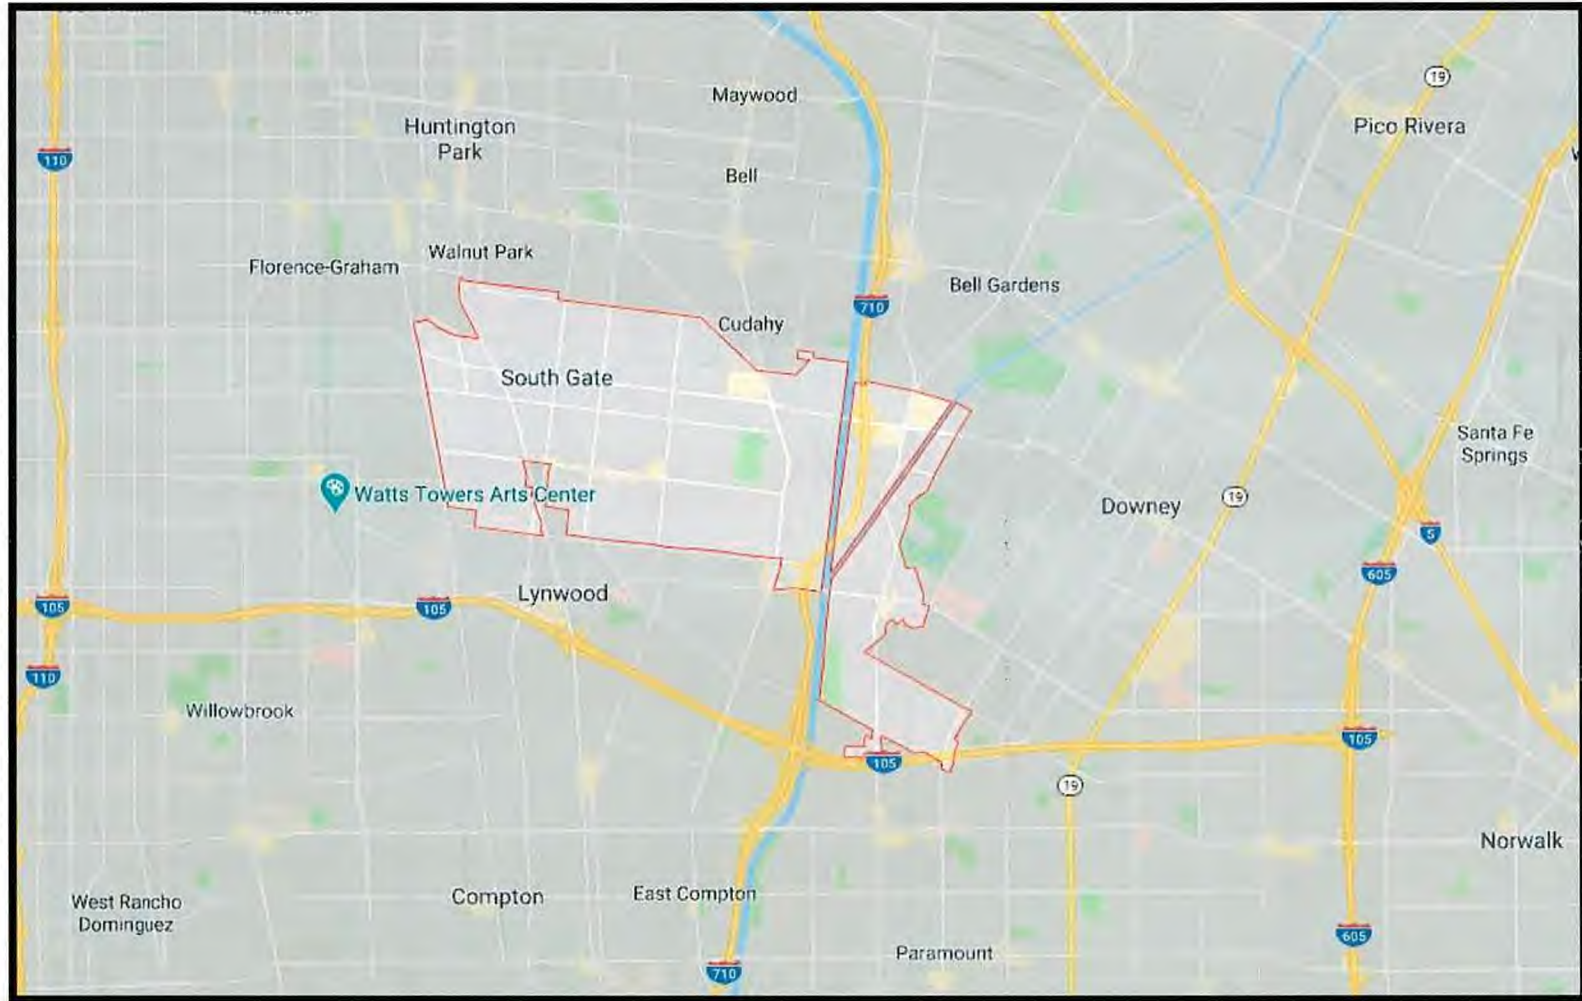 Maywood
19
Pico Rivera
Huntington
Park
110
Bell
Walnut Park
Florence-Graham
Bell Gardens
710
Cudahy
South Gate
Santa Fe
Springs
Watts Towers Arts Center
19
Downey
5
605
Lynwood
105
105
110
Willowbrook
105
105
19
Norwalk
West Rancho
Dominguez
Compton
East Compton
605
Paramount
710